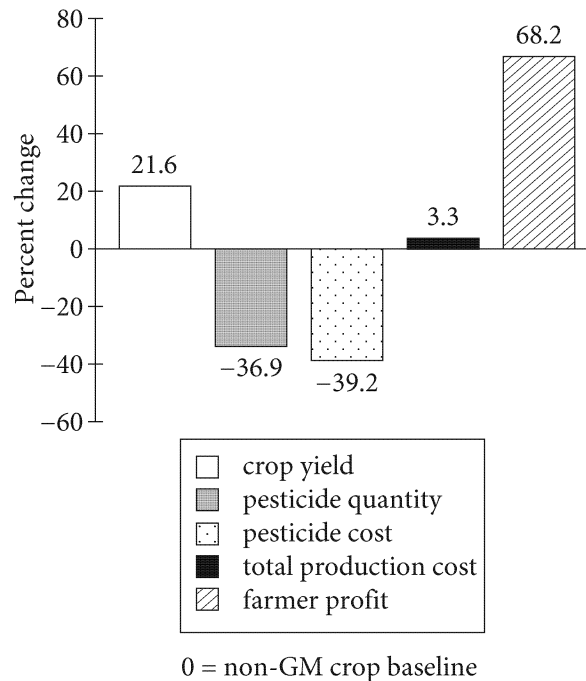 80
60
40
20
0
−20
−40
−60
Percent change
21.6
−36.9
−39.2
3.3
68.2
crop yield
pesticide quantity
pesticide cost
total production cost
farmer profit
0 = non-GM crop baseline